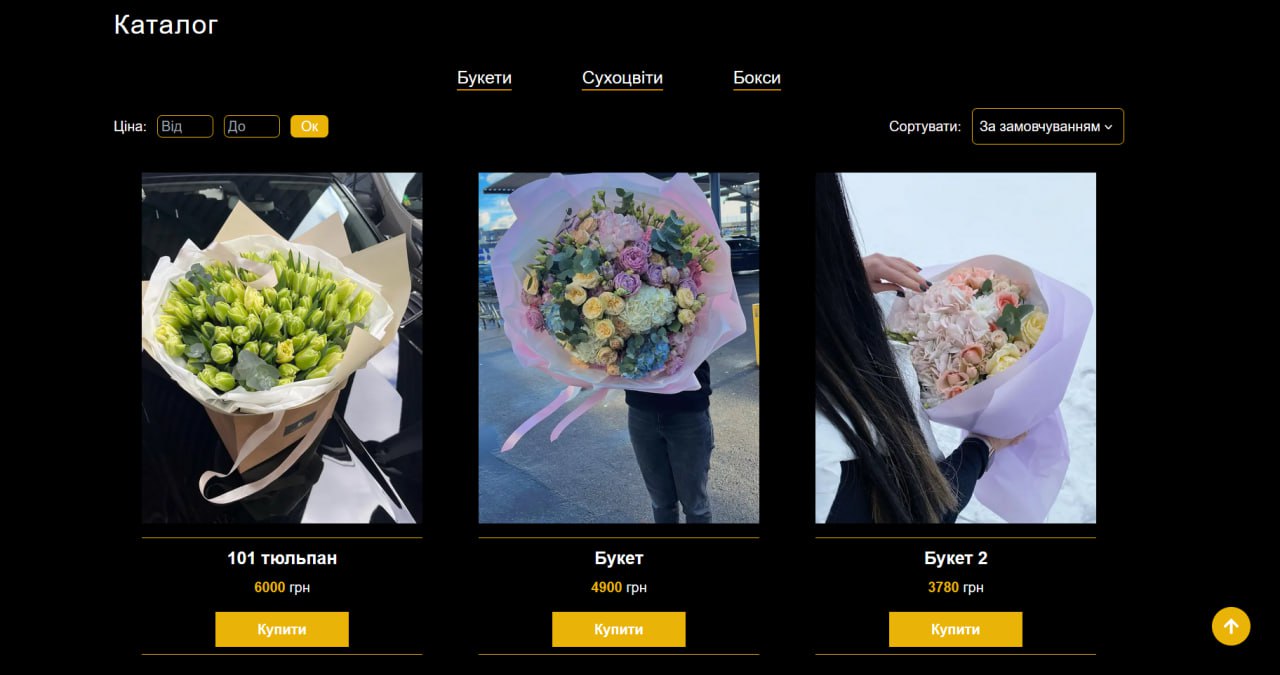 Каталог
Букети Сухоцвіти Бокси
Ціна: Від До Ок Сортувати: За замовчуванням
101 тюльпан Букет Букет 2
6000 грн 4900 грн 3780 грн
Купити Купити Купити